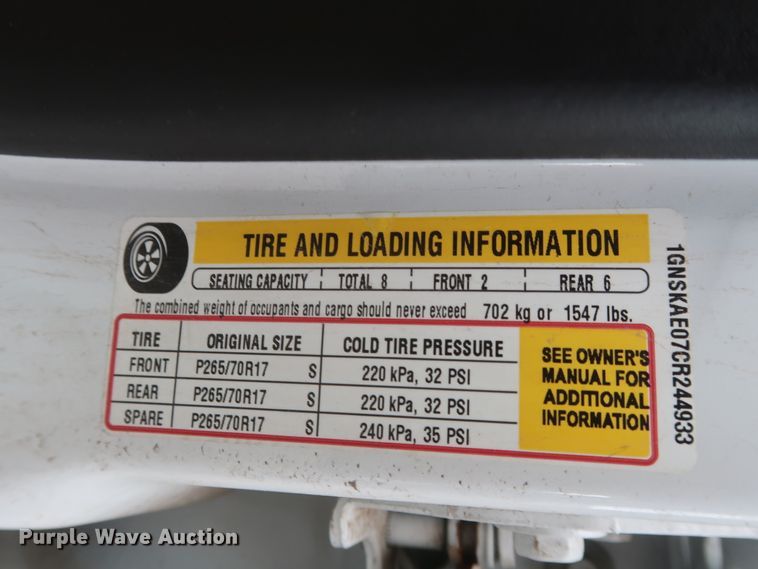 TIRE AND LOADING INFORMATION
SEATING CAPACITY TOTAL 8 FRONT 2 REAR 6
The combined weight of occupants and cargo should never exceed 702 kg or 1547 lbs.
TIRE ORIGINAL SIZE COLD TIRE PRESSURE
FRONT P265/70R17 S 220 kPa, 32 PSI
REAR P265/70R17 S 220 kPa, 32 PSI
SPARE P265/70R17 S 240 kPa, 35 PSI
SEE OWNER'S
MANUAL FOR
ADDITIONAL
INFORMATION
1GNSKAE07CR244933
Purple Wave Auction